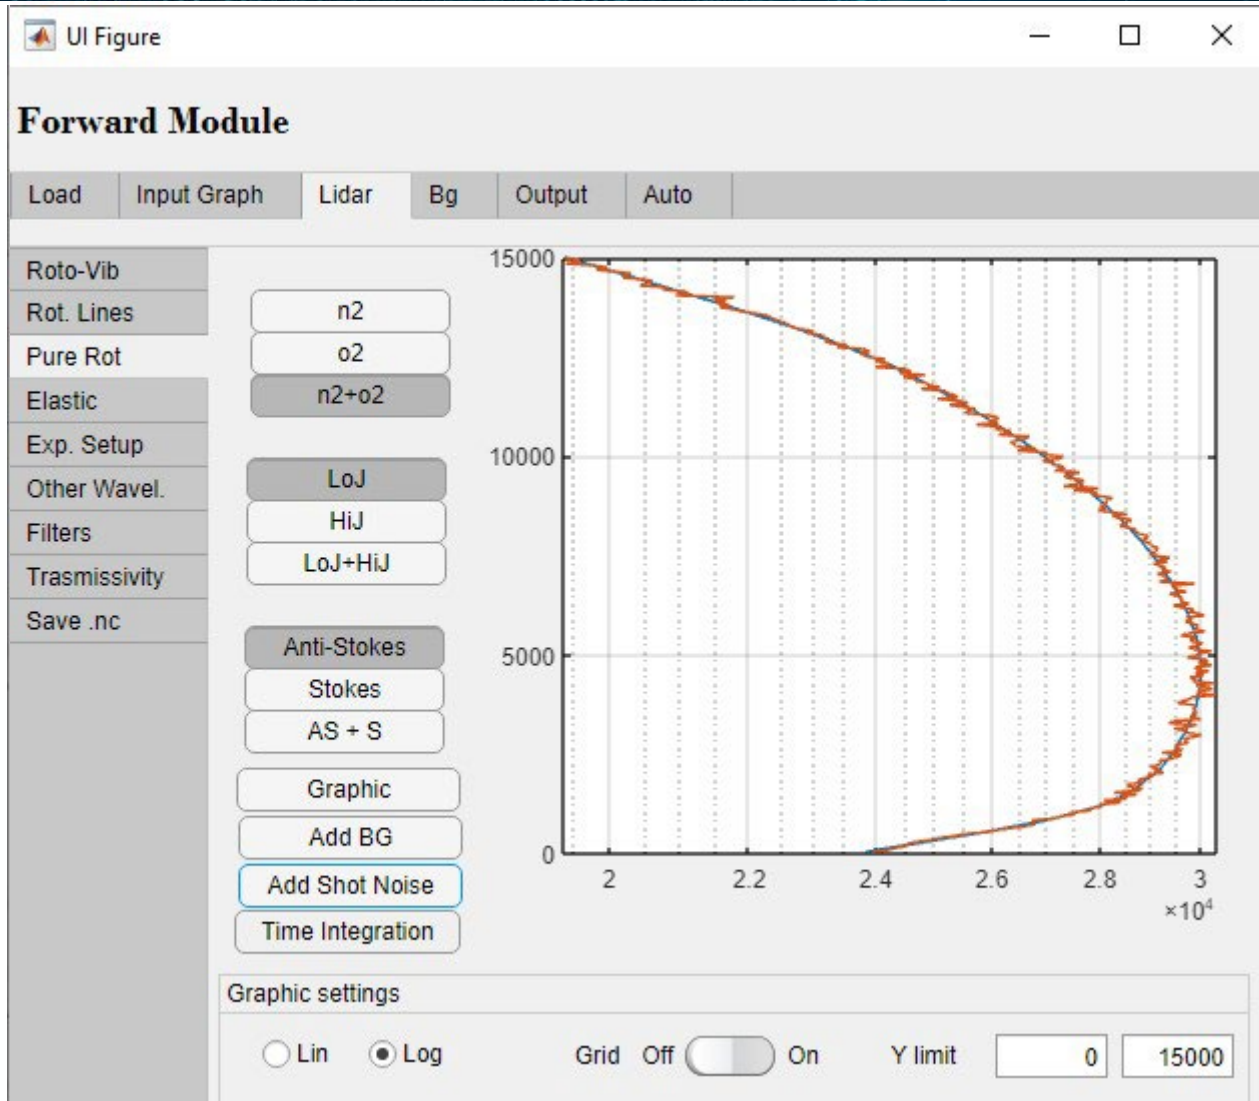 UI Figure
Forward Module
Load Input Graph Lidar Bg Output Auto
Roto-Vib
Rot. Lines
Pure Rot
Elastic
Exp. Setup
Other Wavel.
Filters
Trasmissivity
Save .nc
n2
o2
n2+o2
LoJ
HiJ
LoJ+HiJ
Anti-Stokes
Stokes
AS + S
Graphic
Add BG
Add Shot Noise
Time Integration
15000
10000
5000
0
2 2.2 2.4 2.6 2.8 3
×10⁴
Graphic settings
Lin Log Grid Off On Y limit 0 15000